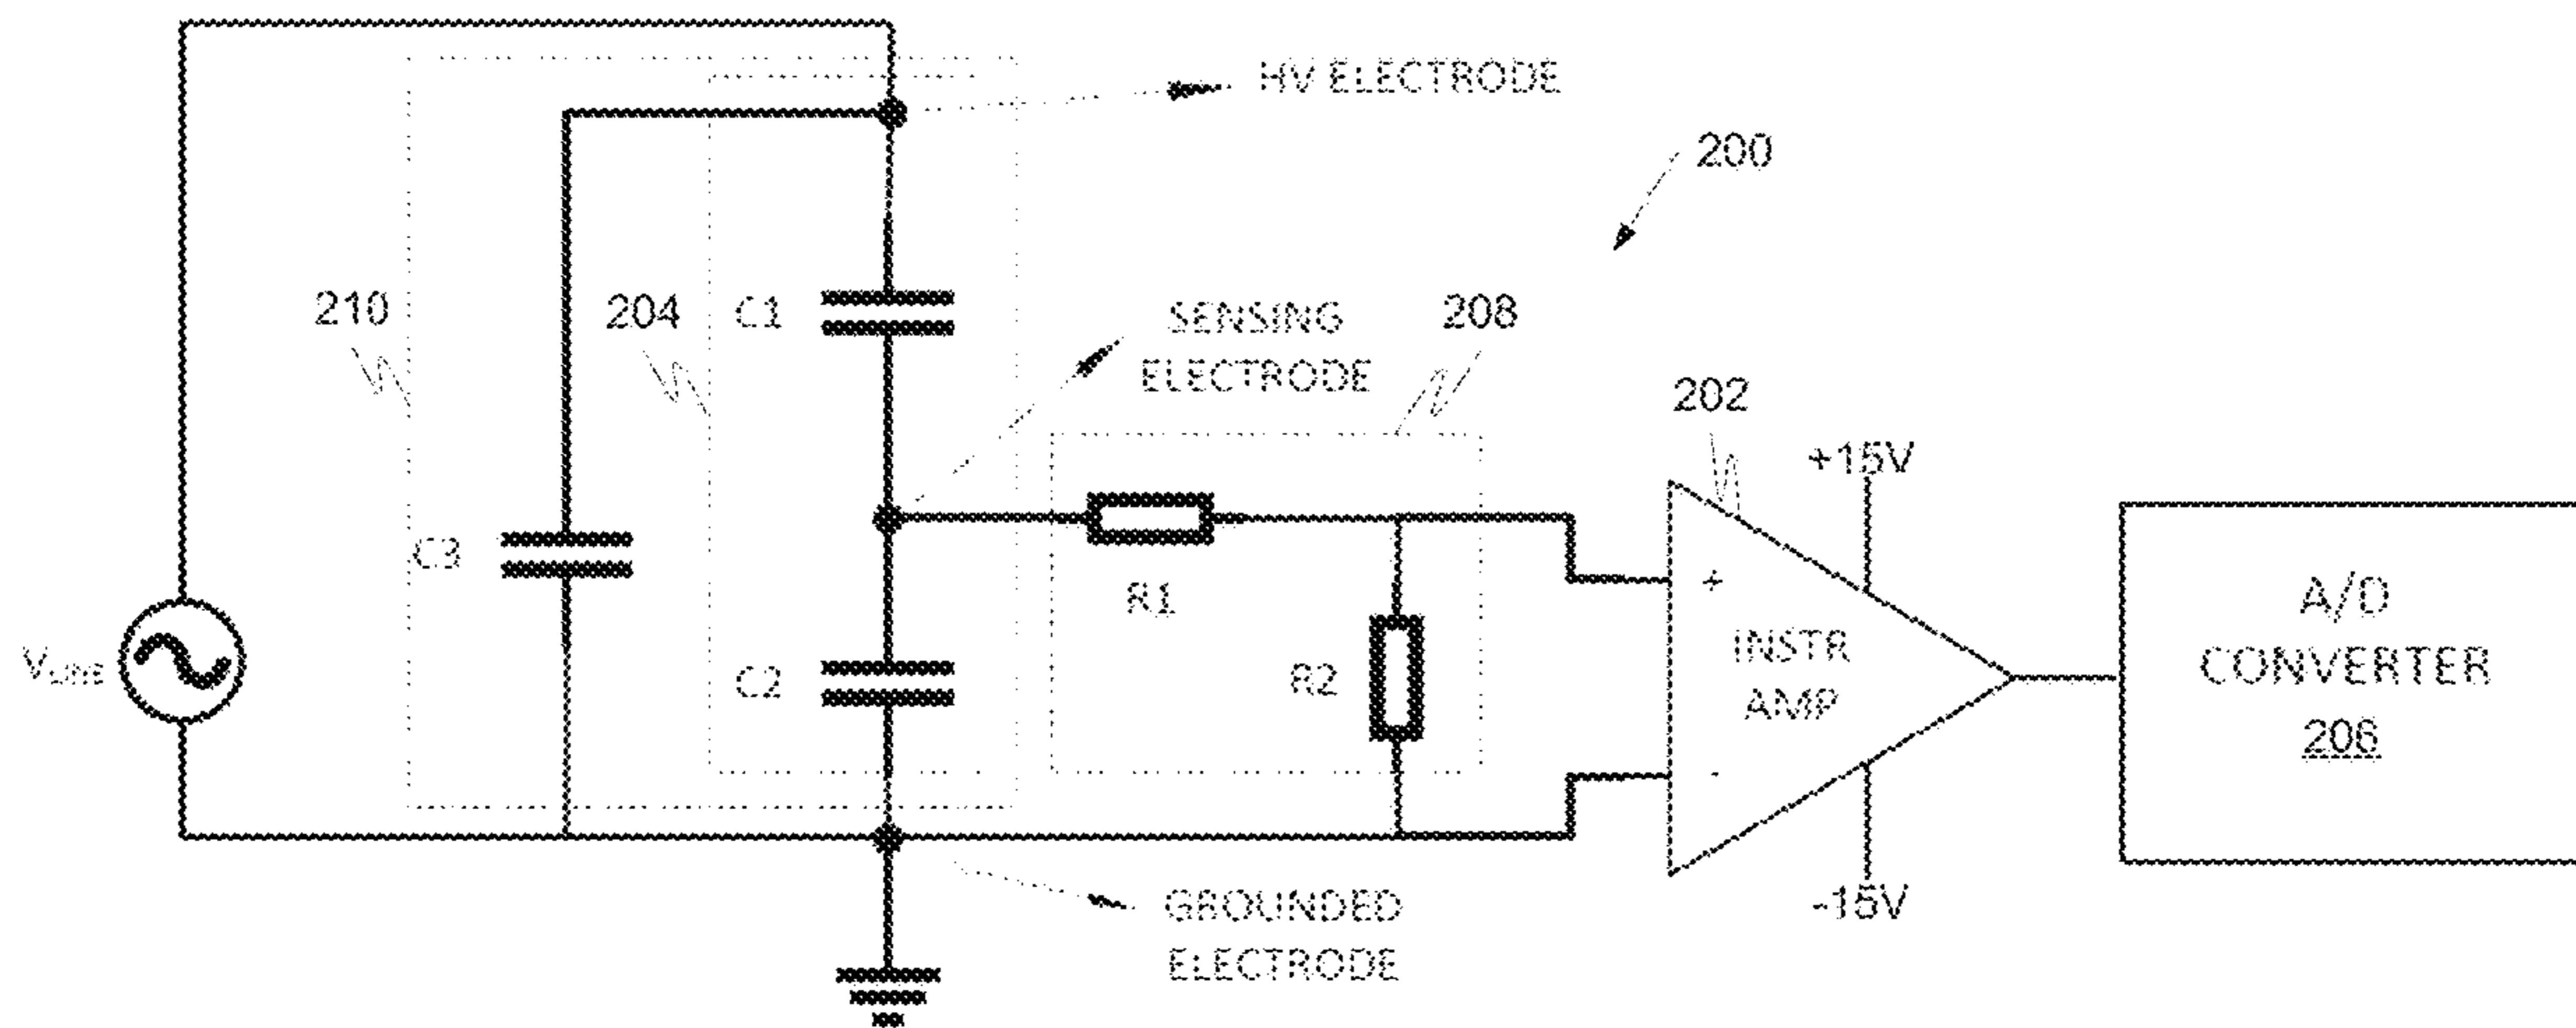 HV ELECTRODE
200
210
204
C1
SENSING
ELECTRODE
208
202
+15V
C3
R1
A/D
CONVERTER
206
+
INSTR
AMP
-
VLINE
C2
R2
-15V
GROUNDED
ELECTRODE